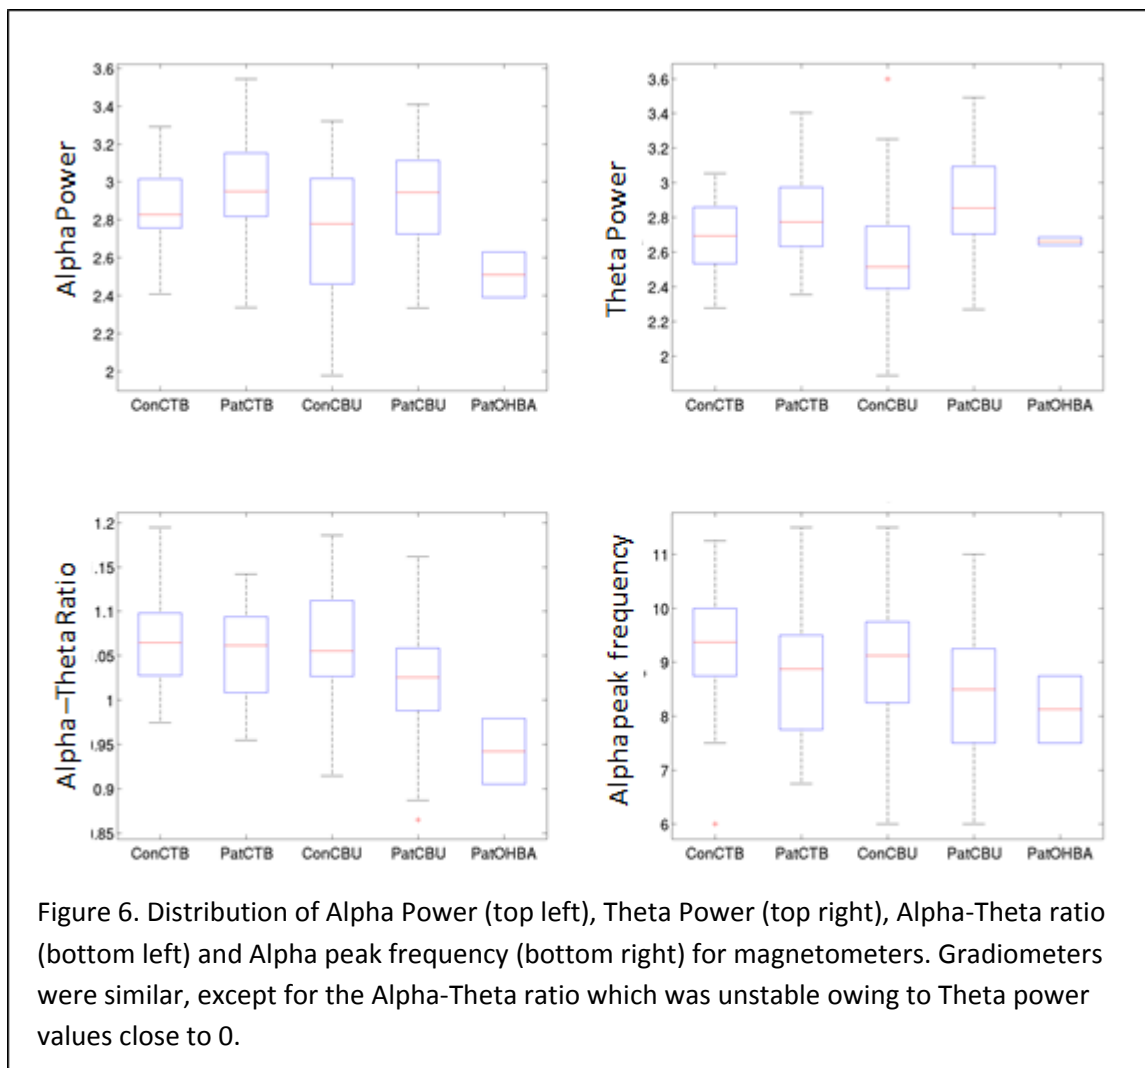 3.6
3.4
3.2
3
2.8
2.6
2.4
2.2
2
Alpha Power
ConCTB PatCTB ConCBU PatCBU PatOHBA
3.6
3.4
3.2
3
2.8
2.6
2.4
2.2
2
Theta Power
ConCTB PatCTB ConCBU PatCBU PatOHBA
1.2
.15
1.1
.05
1
.95
0.9
.85
Alpha–Theta Ratio
ConCTB PatCTB ConCBU PatCBU PatOHBA
11
10
9
8
7
6
Alpha peak frequency
ConCTB PatCTB ConCBU PatCBU PatOHBA
Figure 6. Distribution of Alpha Power (top left), Theta Power (top right), Alpha-Theta ratio
(bottom left) and Alpha peak frequency (bottom right) for magnetometers. Gradiometers
were similar, except for the Alpha-Theta ratio which was unstable owing to Theta power
values close to 0.